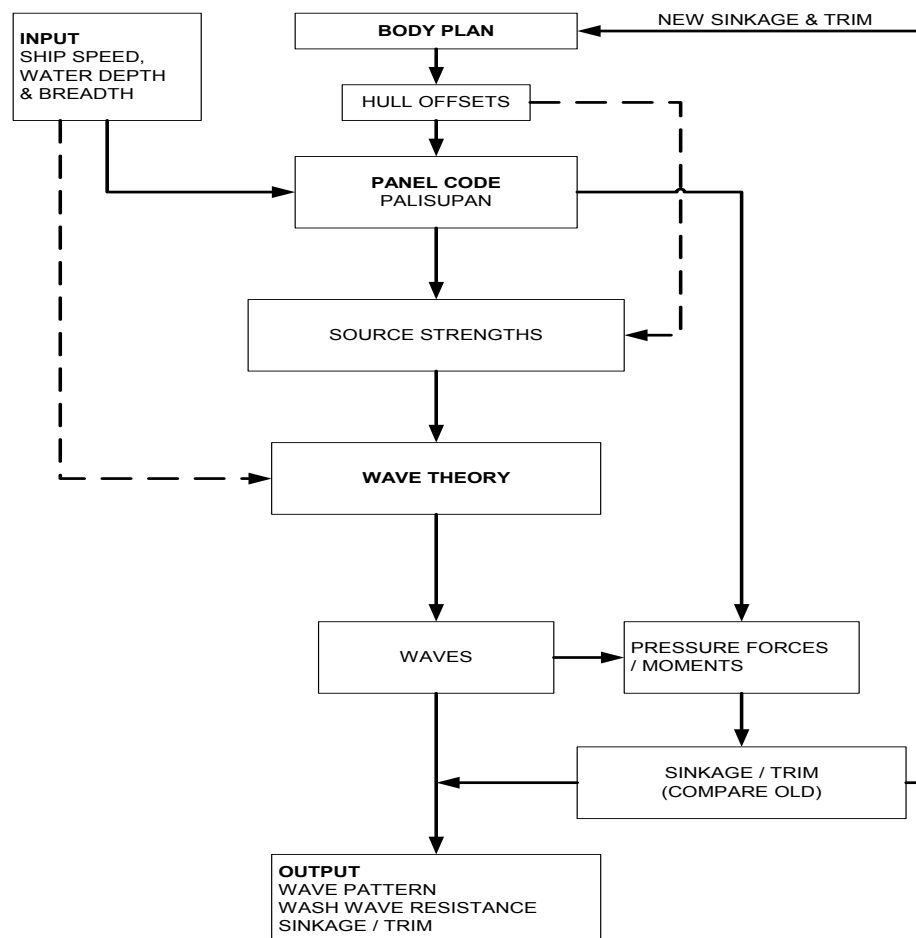 INPUT
SHIP SPEED,
WATER DEPTH
& BREADTH
BODY PLAN
NEW SINKAGE & TRIM
HULL OFFSETS
PANEL CODE
PALISUPAN
SOURCE STRENGTHS
WAVE THEORY
WAVES
PRESSURE FORCES
/ MOMENTS
SINKAGE / TRIM
(COMPARE OLD)
OUTPUT
WAVE PATTERN
WASH WAVE RESISTANCE
SINKAGE / TRIM